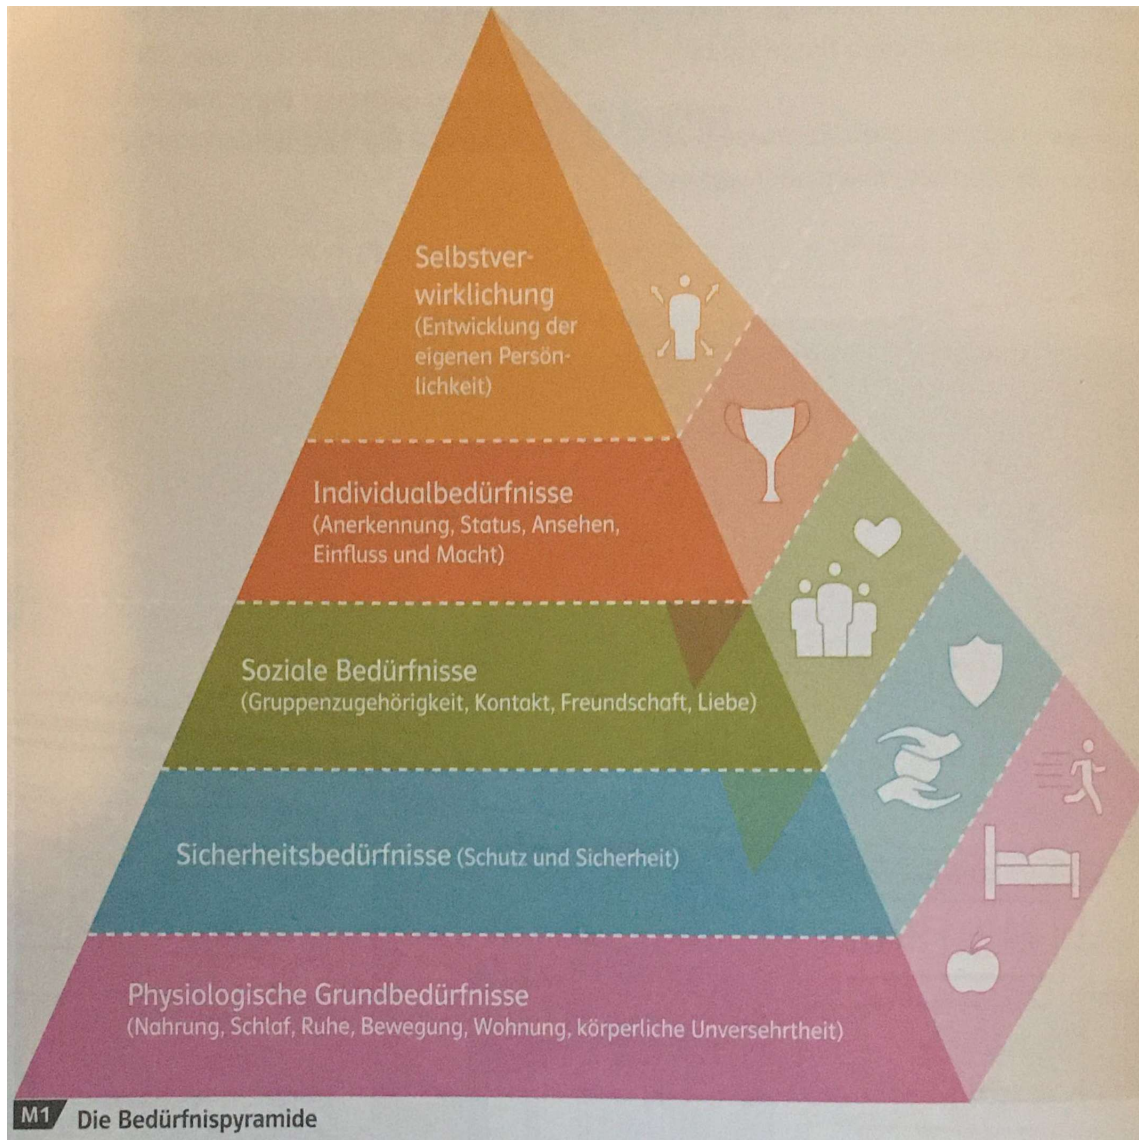 Selbstver-
wirklichung
(Entwicklung der
eigenen Persön-
lichkeit)
Individualbedürfnisse
(Anerkennung, Status, Ansehen,
Einfluss und Macht)
Soziale Bedürfnisse
(Gruppenzugehörigkeit, Kontakt, Freundschaft, Liebe)
Sicherheitsbedürfnisse (Schutz und Sicherheit)
Physiologische Grundbedürfnisse
(Nahrung, Schlaf, Ruhe, Bewegung, Wohnung, körperliche Unversehrtheit)
M1 Die Bedürfnispyramide